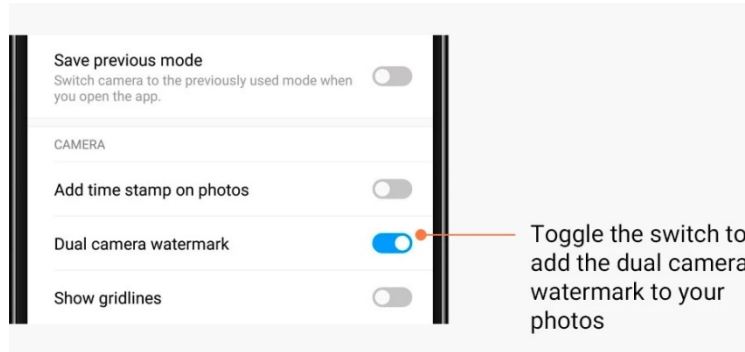 Save previous mode
Switch camera to the previously used mode when
you open the app.
CAMERA
Add time stamp on photos
Dual camera watermark
Show gridlines
Toggle the switch to
add the dual camera
watermark to your
photos